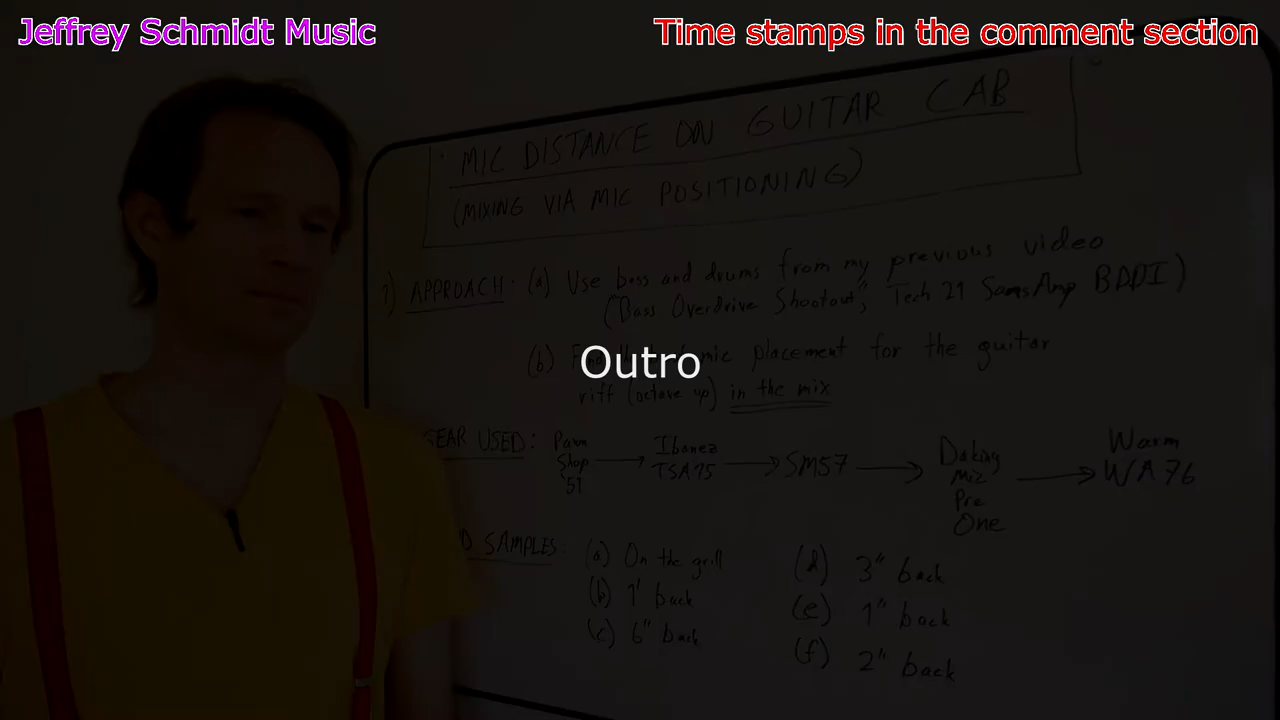 Jeffrey Schmidt Music
Time stamps in the comment section
MIC DISTANCE ON GUITAR CAB
(MIXING VIA MIC POSITIONING)
1) APPROACH: (a) Use bass and drums from my previous video
("Bass Overdrive Shootout", Tech 21 SansAmp BDDI)
Outro
(b) mic placement for the guitar
riff (octave up) in the mix
GEAR USED: Pawn Shop '51 → Ibanez TSA15 → SM57 → Daking Mic Pre One → Warm WA76
SAMPLES: (a) On the grill
(b) 1' back
(c) 6" back
(d) 3" back
(e) 1" back
(f) 2" back